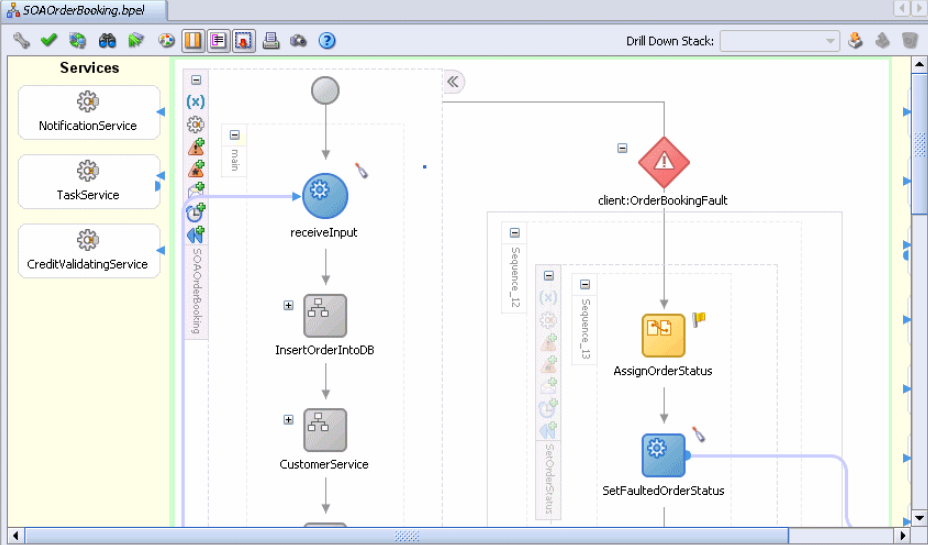 SOAOrderBooking.bpel
Drill Down Stack:
Services
NotificationService
TaskService
CreditValidatingService
(x)
SOAOrderBooking
main
receiveInput
InsertOrderIntoDB
CustomerService
client:OrderBookingFault
Sequence_12
(x)
SetOrderStatus
Sequence_13
AssignOrderStatus
SetFaultedOrderStatus